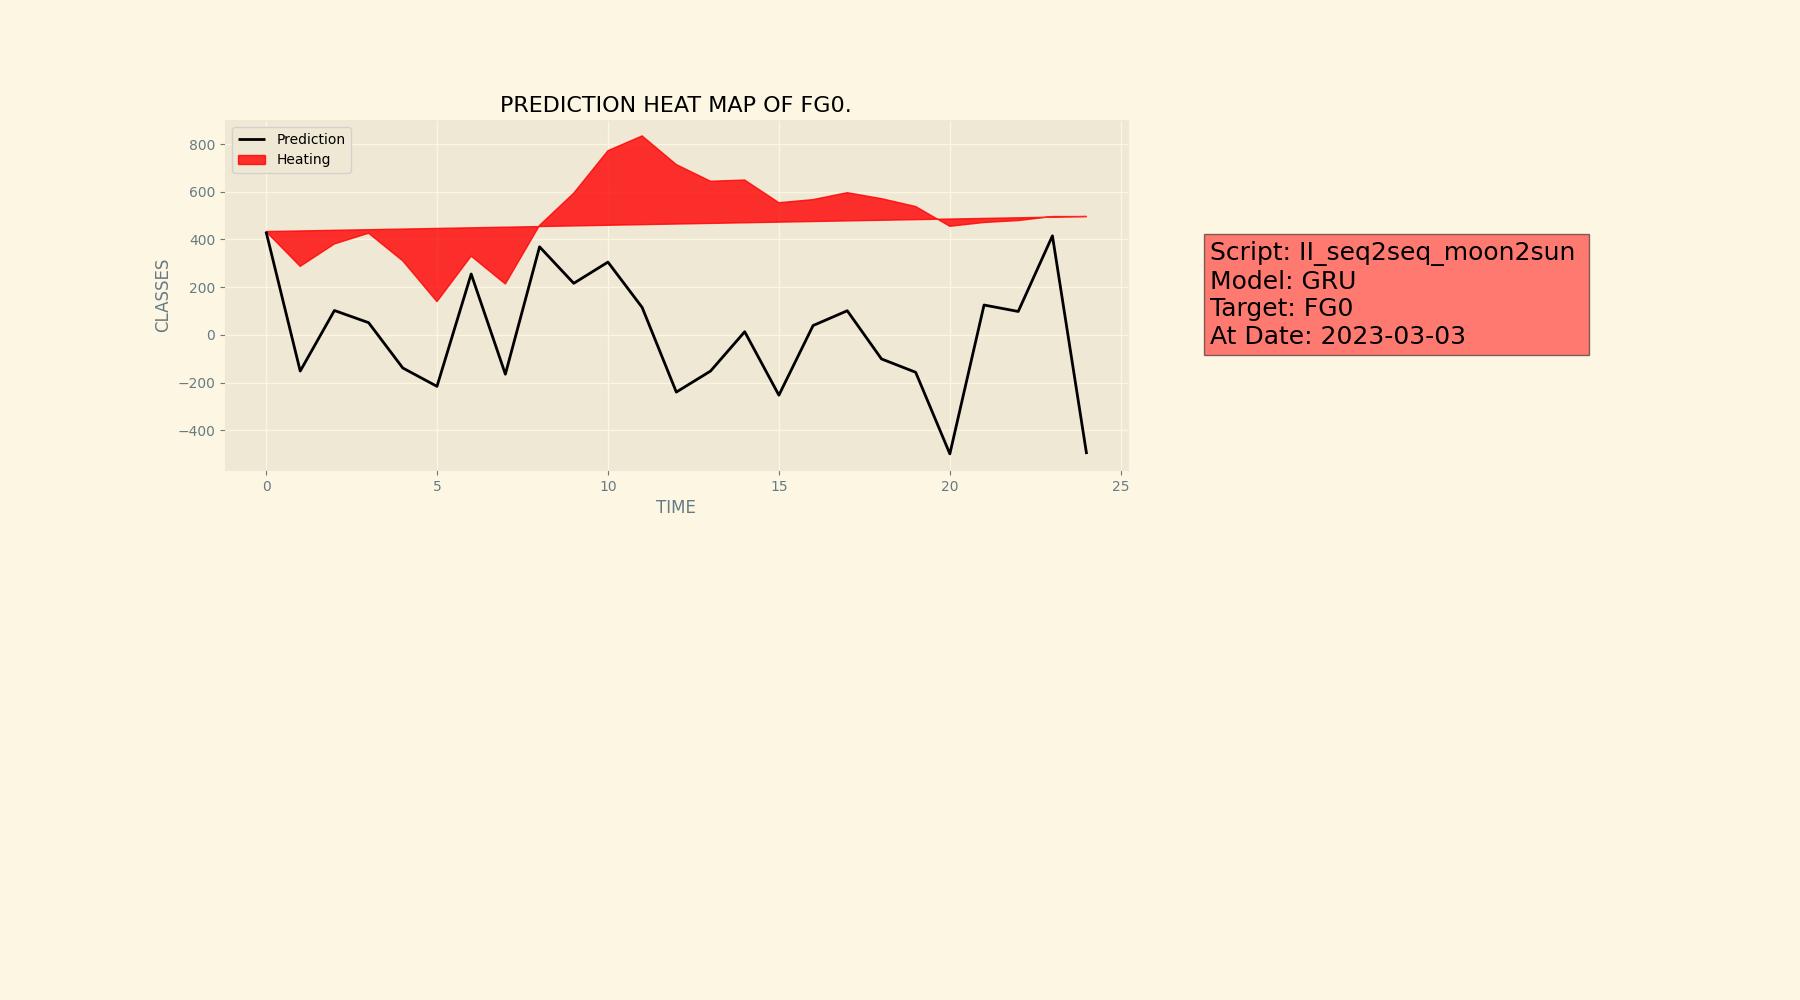 PREDICTION HEAT MAP OF FG0.
Prediction
Heating
800
600
400
200
0
−200
−400
CLASSES
0
5
10
15
20
25
TIME
Script: II_seq2seq_moon2sun
Model: GRU
Target: FG0
At Date: 2023-03-03